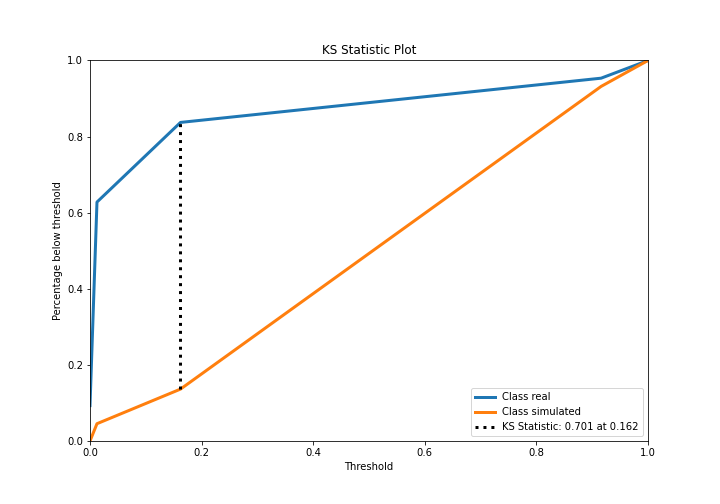 KS Statistic Plot
1.0
0.8
0.6
0.4
0.2
0.0
Percentage below threshold
Class real
Class simulated
KS Statistic: 0.701 at 0.162
0.0 0.2 0.4 0.6 0.8 1.0
Threshold